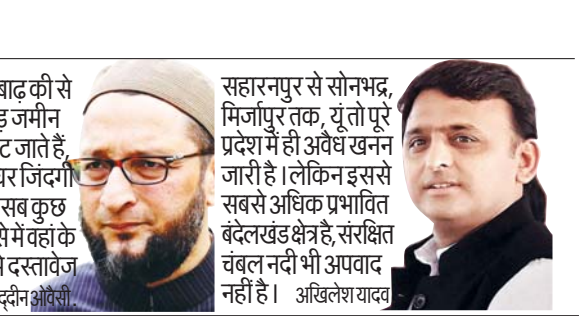 बाढ़ की से
ड़ जमीन
ट जाते हैं,
पर जिंदगी
सब कुछ
से में वहां के
दस्तावेज
द्दीन ओवैसी
सहारनपुर से सोनभद्र,
मिर्जापुर तक, यूं तो पूरे
प्रदेश में ही अवैध खनन
जारी है । लेकिन इससे
सबसे अधिक प्रभावित
बंदेलखंड क्षेत्र है, संरक्षित
चंबल नदी भी अपवाद
नहीं है । अखिलेश यादव